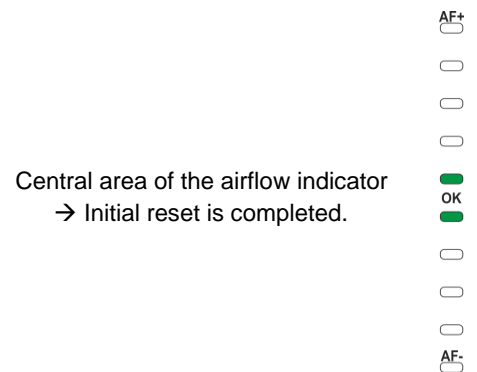 AF+
Central area of the airflow indicator
→ Initial reset is completed.
OK
AF-